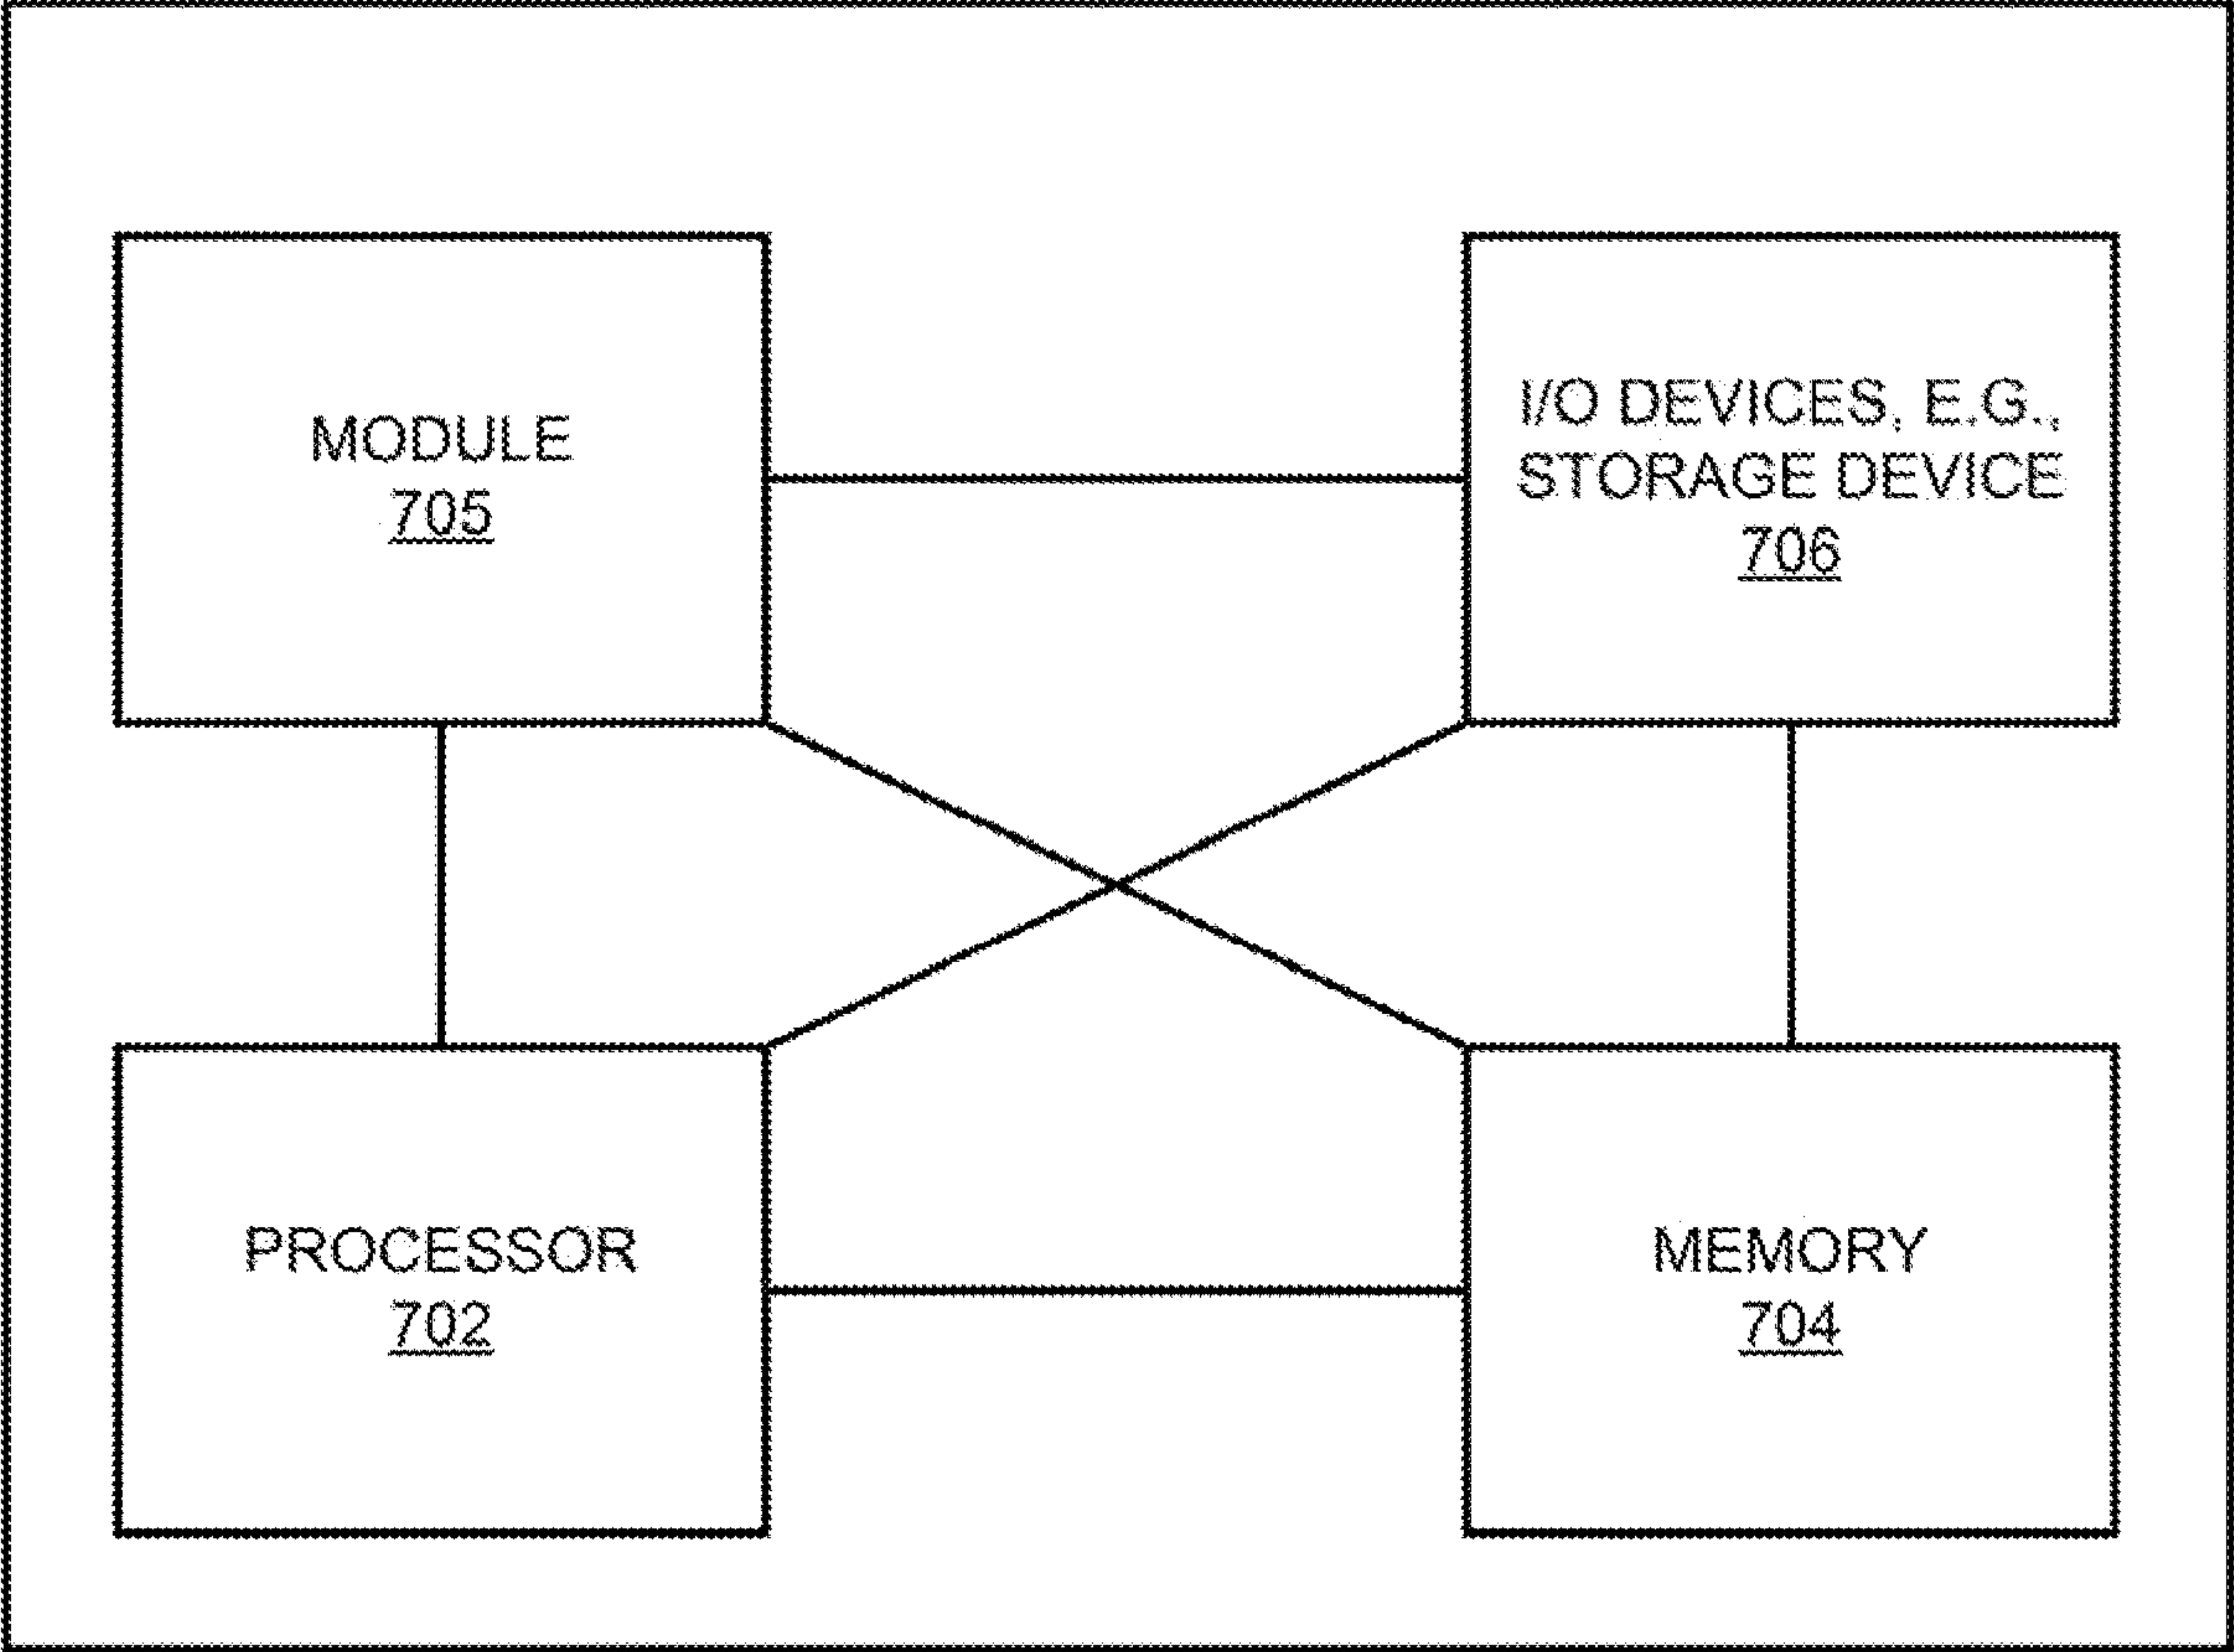 MODULE
705
I/O DEVICES, E.G.,
STORAGE DEVICE
706
PROCESSOR
702
MEMORY
704